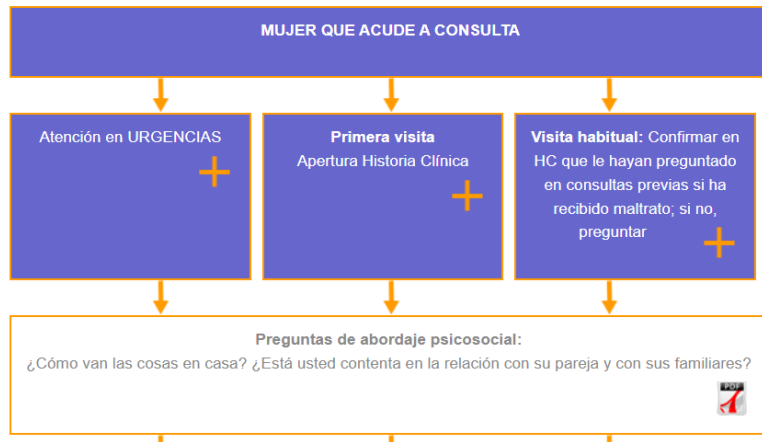 MUJER QUE ACUDE A CONSULTA
Atención en URGENCIAS
Primera visita
Apertura Historia Clínica
Visita habitual: Confirmar en
HC que le hayan preguntado
en consultas previas si ha
recibido maltrato; si no,
preguntar
Preguntas de abordaje psicosocial:
¿Cómo van las cosas en casa? ¿Está usted contenta en la relación con su pareja y con sus familiares?
PDF